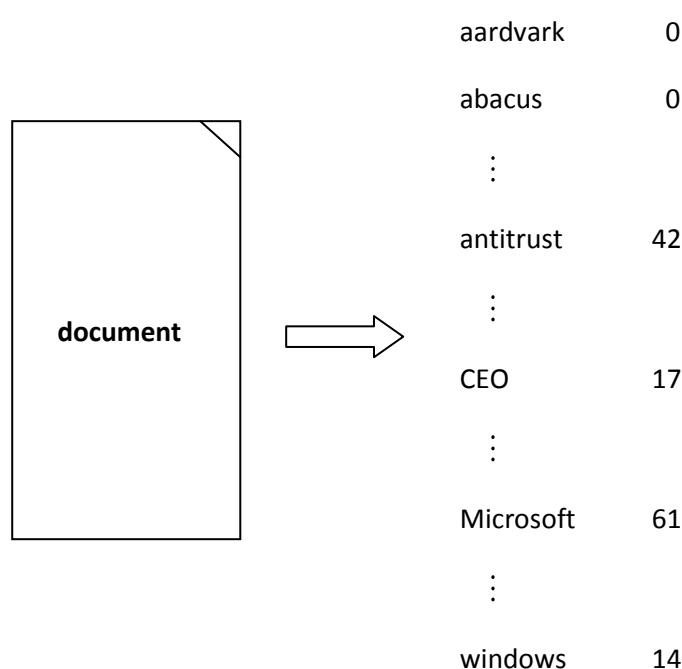 aardvark 0
abacus 0
⋮
antitrust 42
⋮
document
CEO 17
⋮
Microsoft 61
⋮
windows 14